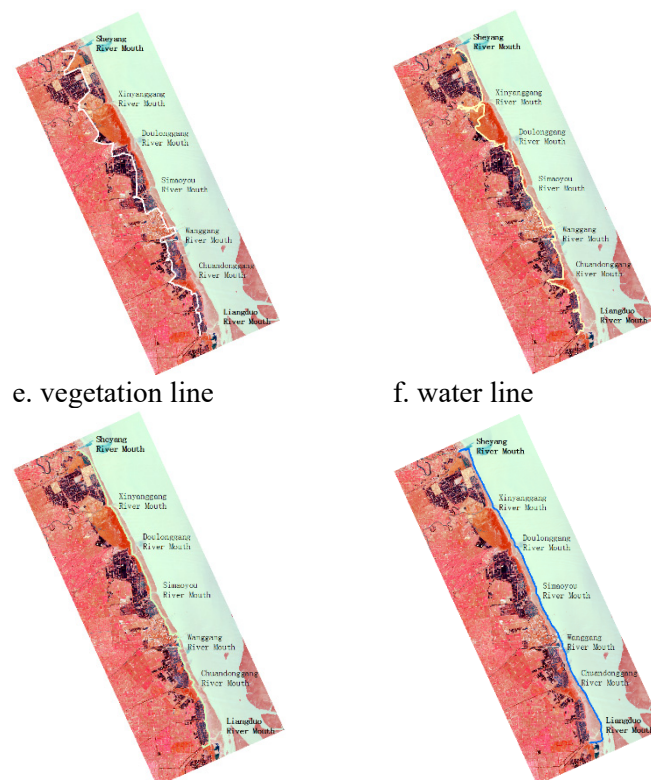 Sheyang
River Mouth
Xinyanggang
River Mouth
Doulonggang
River Mouth
Simaoyou
River Mouth
Wanggang
River Mouth
Chuandonggang
River Mouth
Liangduo
River Mouth
Sheyang
River Mouth
Xinyanggang
River Mouth
Doulonggang
River Mouth
Simaoyou
River Mouth
Wanggang
River Mouth
Chuandonggang
River Mouth
Liangduo
River Mouth
e. vegetation line
f. water line
Sheyang
River Mouth
Xinyanggang
River Mouth
Doulonggang
River Mouth
Simaoyou
River Mouth
Wanggang
River Mouth
Chuandonggang
River Mouth
Liangduo
River Mouth
Sheyang
River Mouth
Xinyanggang
River Mouth
Doulonggang
River Mouth
Simaoyou
River Mouth
Wanggang
River Mouth
Chuandonggang
River Mouth
Liangduo
River Mouth